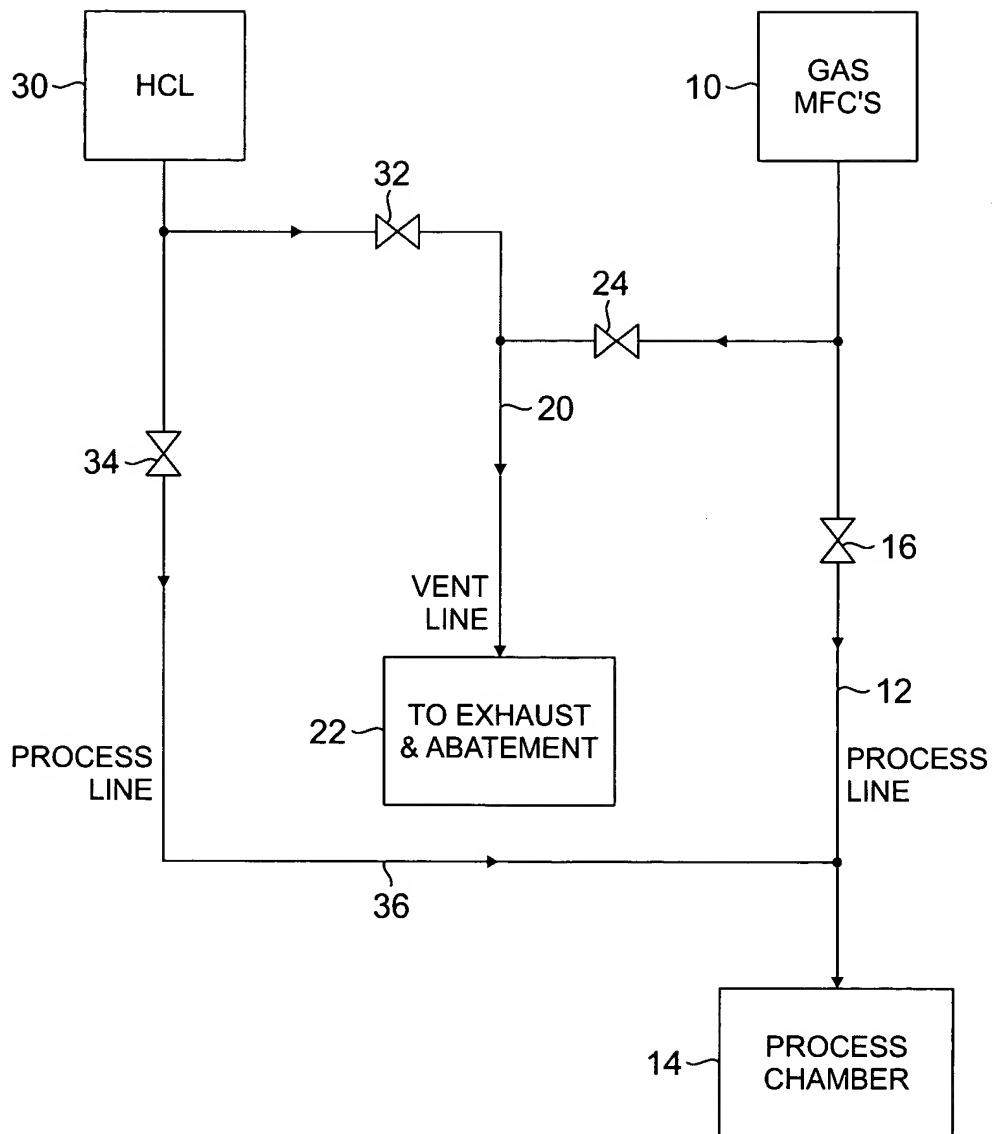 30
HCL
10
GAS
MFC'S
32
24
20
34
16
VENT
LINE
12
22
TO EXHAUST
& ABATEMENT
PROCESS
LINE
PROCESS
LINE
36
14
PROCESS
CHAMBER